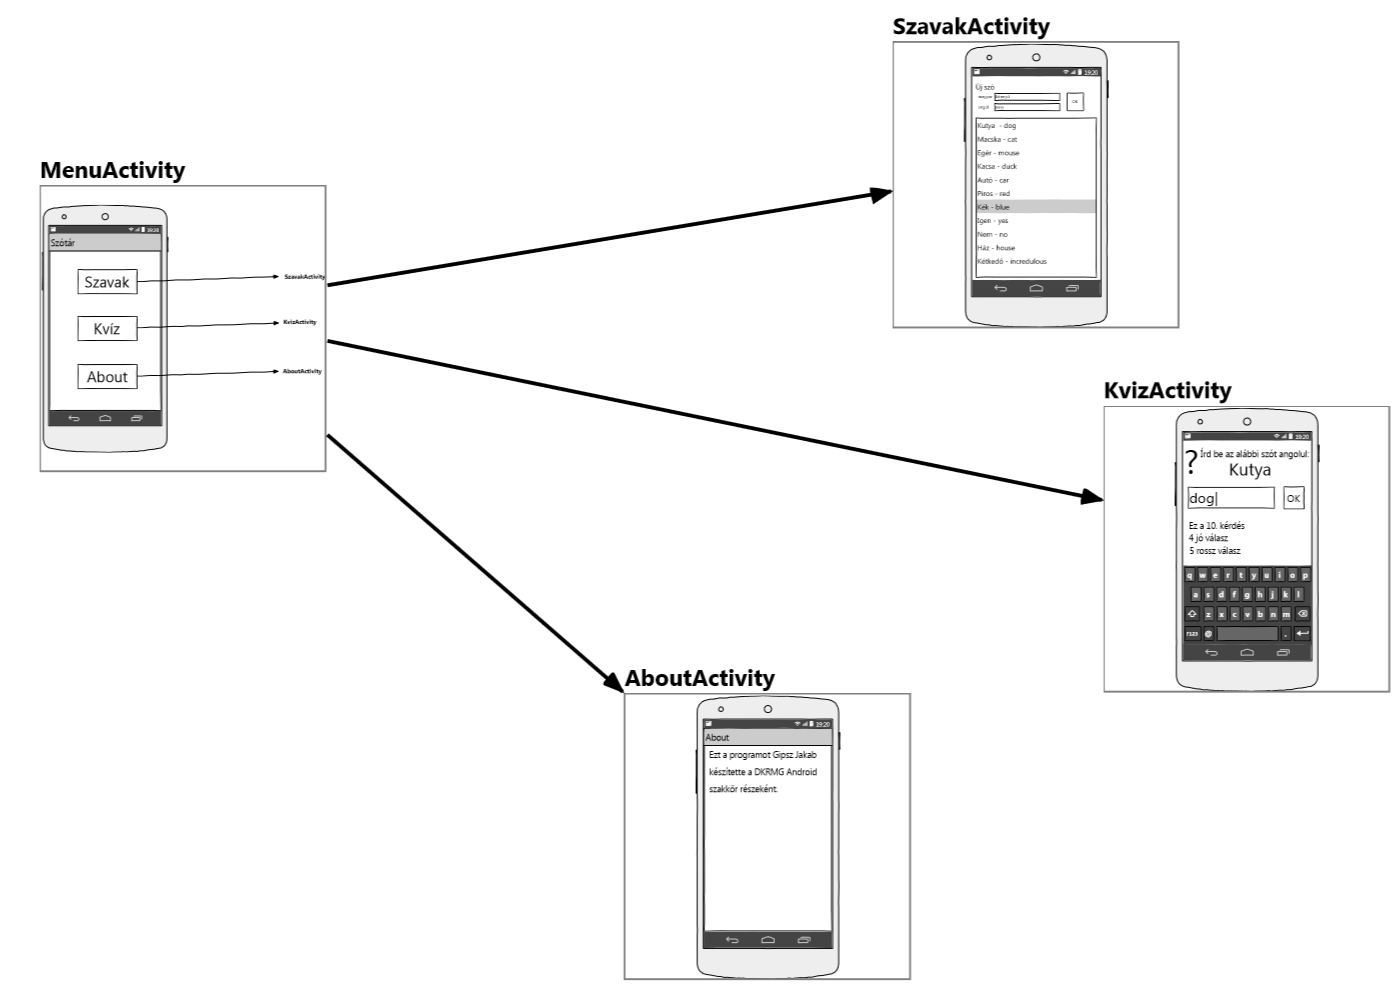 SzavakActivity
19:20
Új szó
magyar
angol
OK
Kutya - dog
Macska - cat
Egér - mouse
Kacsa - duck
Autó - car
Piros - red
Kék - blue
Igen - yes
Nem - no
Ház - house
Kétkedő - incredulous
MenuActivity
19:20
Szótár
Szavak
SzavakActivity
Kvíz
KvizActivity
About
AboutActivity
KvizActivity
19:20
? Írd be az alábbi szót angolul:
Kutya
dog| OK
Ez a 10. kérdés
4 jó válasz
5 rossz válasz
q w e r t y u i o p
a s d f g h j k l
z x c v b n m
?123 @ .
AboutActivity
19:20
About
Ezt a programot Gipsz Jakab
készítette a DKRMG Android
szakkör részeként.